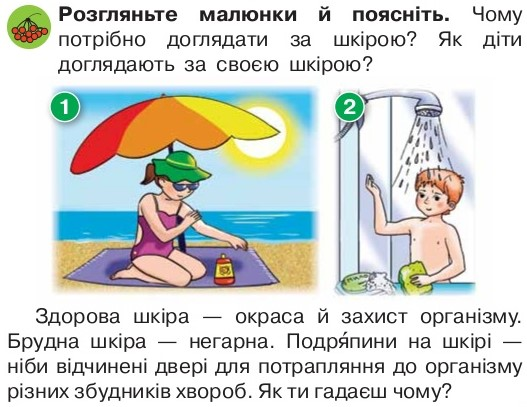 Розгляньте малюнки й поясніть. Чому
потрібно доглядати за шкірою? Як діти
доглядають за своєю шкірою?
1
2
Здорова шкіра — окраса й захист організму.
Брудна шкіра — негарна. Подря́пини на шкірі —
ніби відчинені двері для потрапляння до організму
різних збудників хвороб. Як ти гадаєш чому?